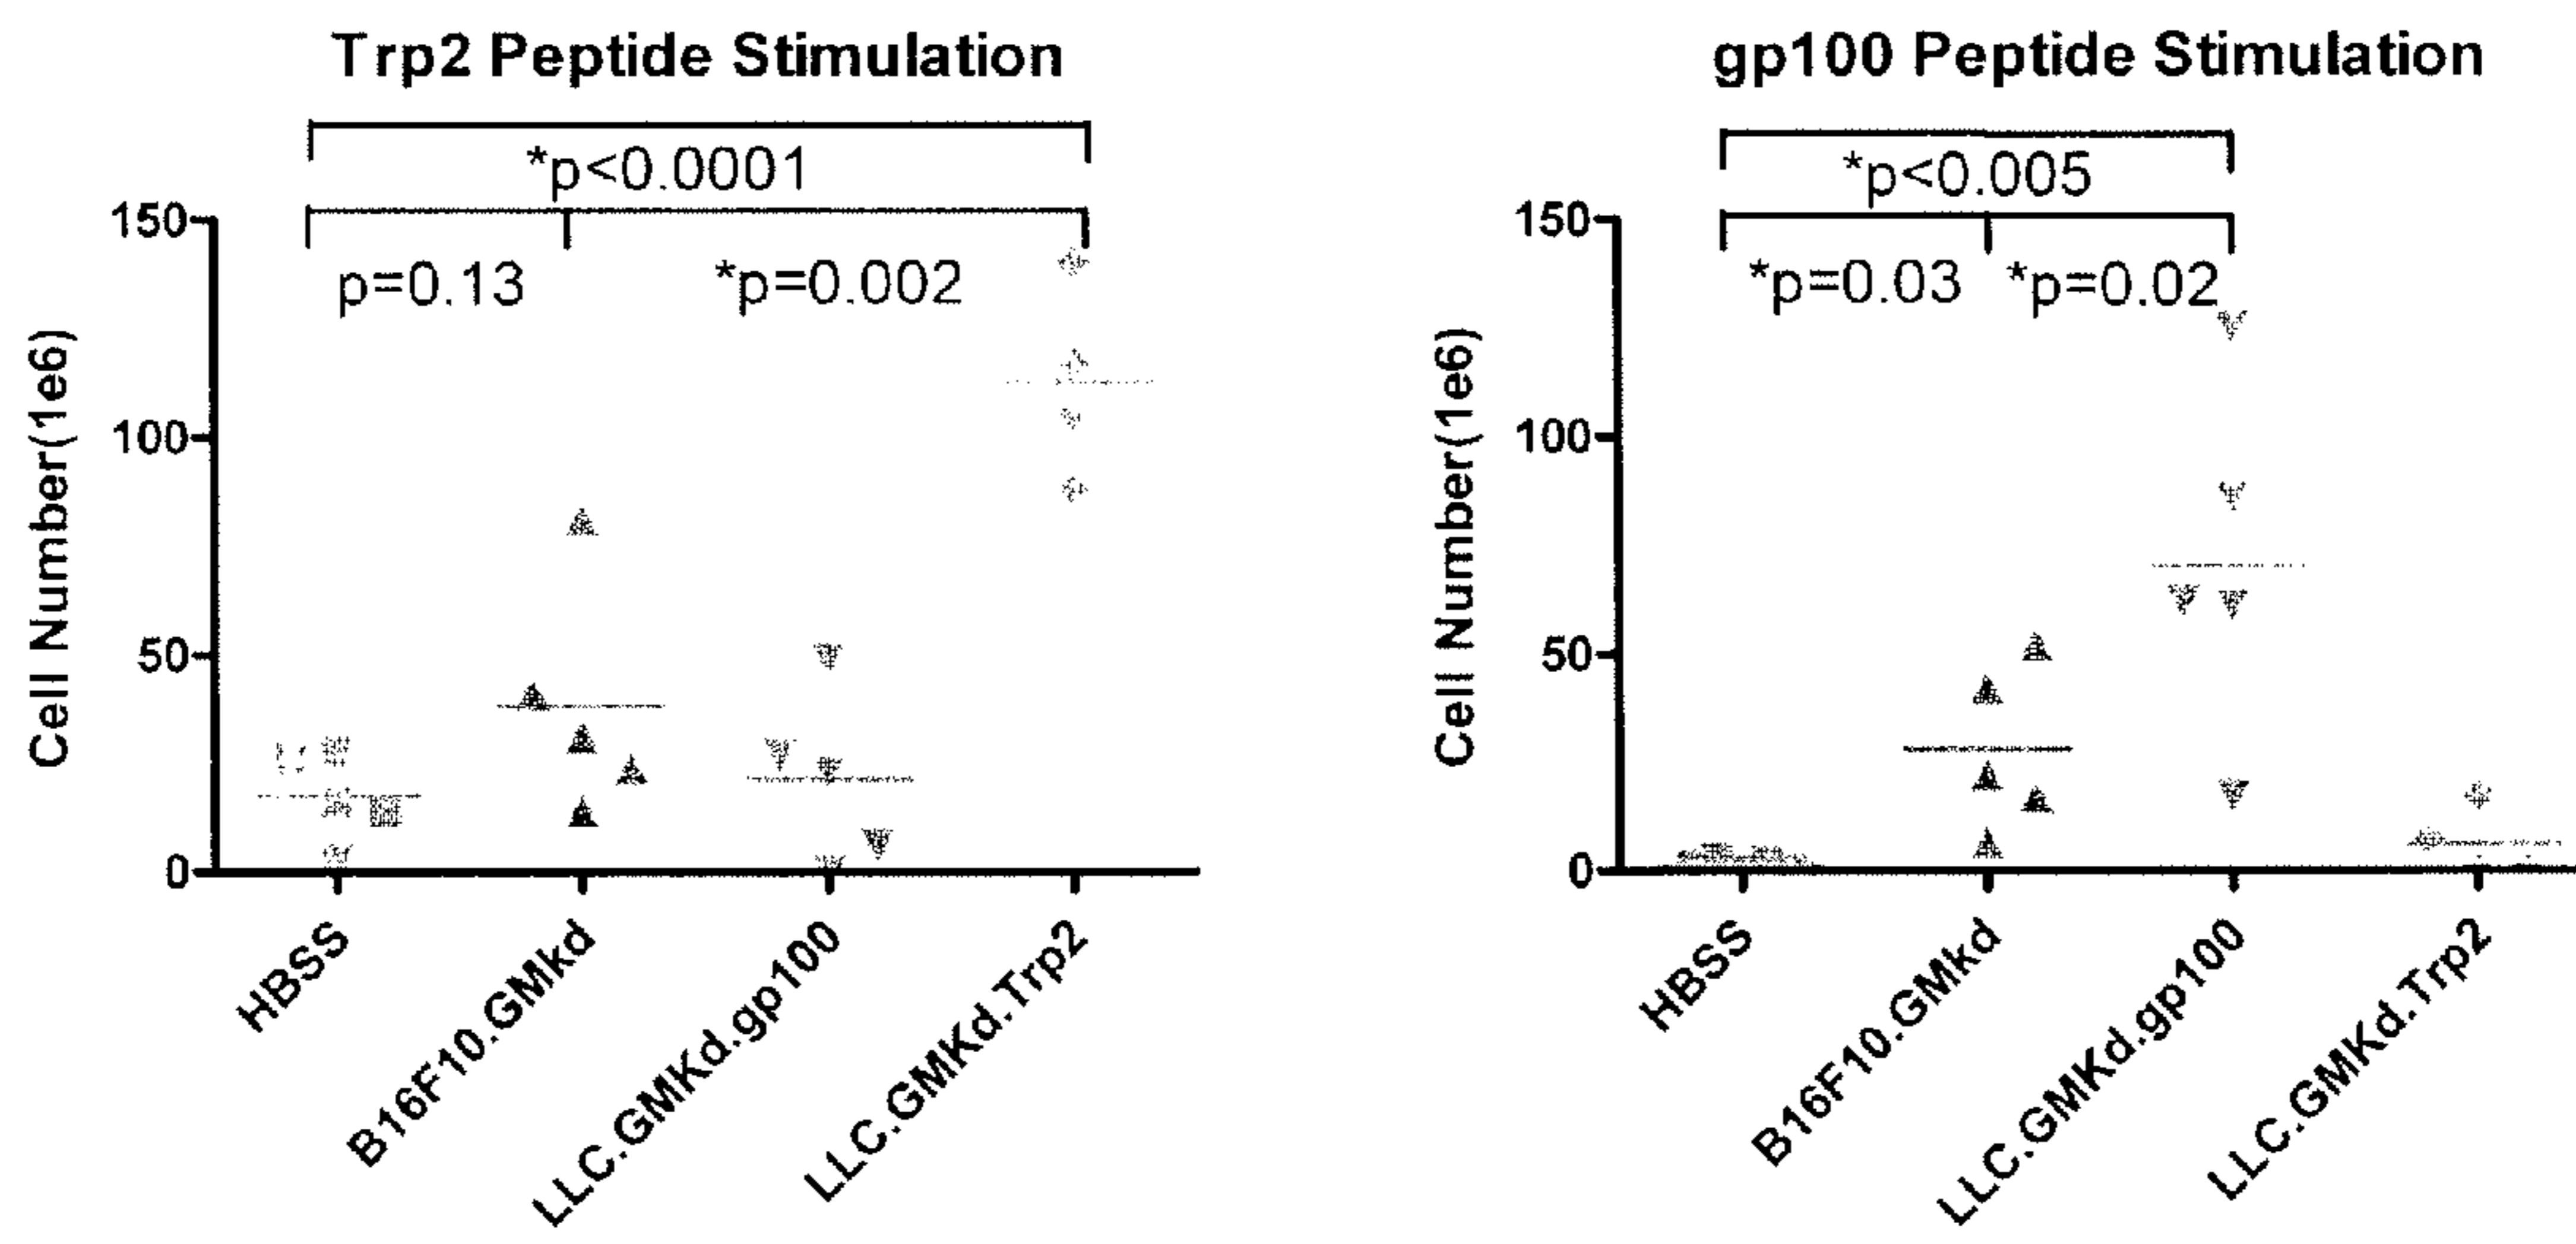 Trp2 Peptide Stimulation
*p<0.0001
p=0.13
*p=0.002
150
100
50
0
Cell Number(1e6)
HBSS
B16F10.GMkd
LLC.GMKd.gp100
LLC.GMKd.Trp2
gp100 Peptide Stimulation
*p<0.005
*p=0.03
*p=0.02
150
100
50
0
Cell Number(1e6)
HBSS
B16F10.GMkd
LLC.GMKd.gp100
LLC.GMKd.Trp2